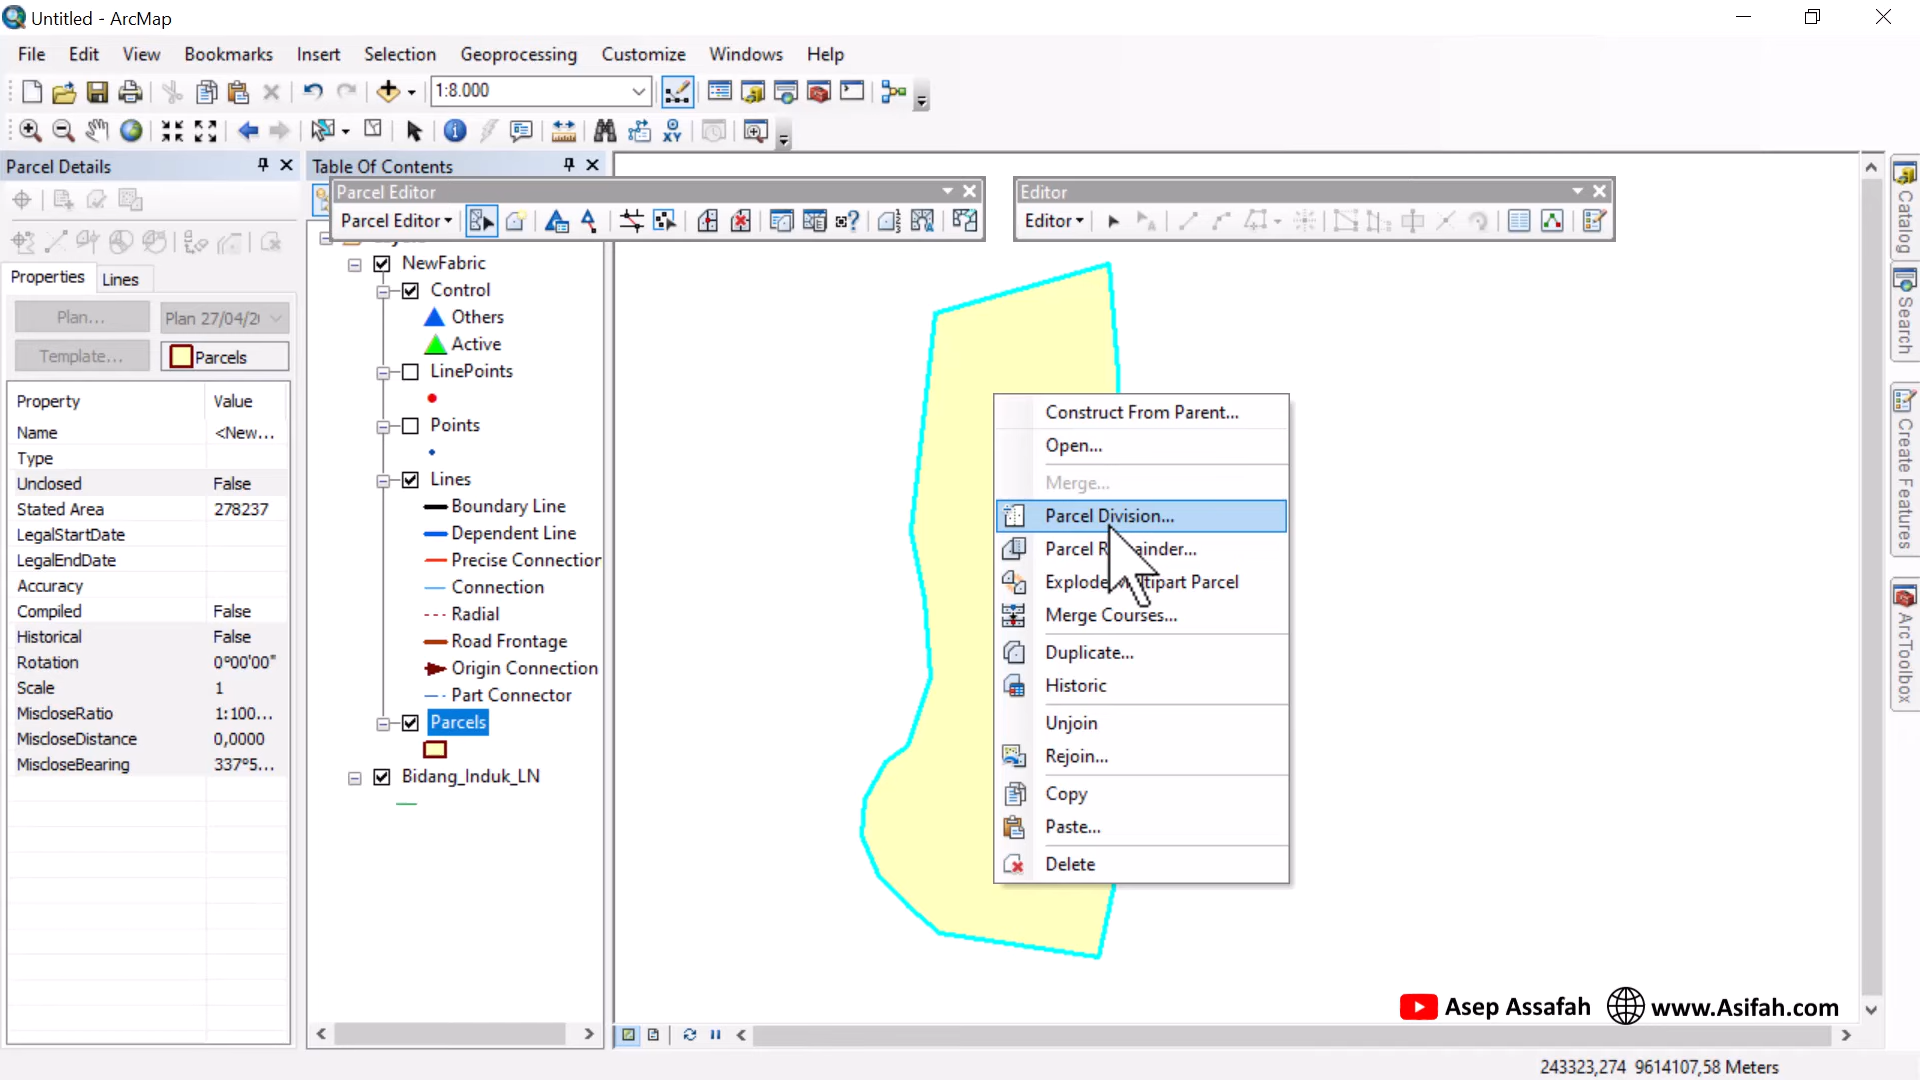 Untitled - ArcMap
File Edit View Bookmarks Insert Selection Geoprocessing Customize Windows Help
1:8.000
Parcel Details
Table Of Contents
Parcel Editor
Editor
Parcel Editor
Editor
Properties
Lines
Plan...
Plan 27/04/2
Template...
Parcels
Property Value
Name <New...
Type
Unclosed False
Stated Area 278237
LegalStartDate
LegalEndDate
Accuracy
Compiled False
Historical False
Rotation 0°00'00"
Scale 1
MiscloseRatio 1:100...
MiscloseDistance 0,0000
MiscloseBearing 337°5...
NewFabric
Control
Others
Active
LinePoints
Points
Lines
Boundary Line
Dependent Line
Precise Connection
Connection
Radial
Road Frontage
Origin Connection
Part Connector
Parcels
Bidang_Induk_LN
Construct From Parent...
Open...
Merge...
Parcel Division...
Parcel R ainder...
Explode tipart Parcel
Merge Courses...
Duplicate...
Historic
Unjoin
Rejoin...
Copy
Paste...
Delete
Catalog
Search
Create Features
ArcToolbox
Asep Assafah www.Asifah.com
243323,274 9614107,58 Meters